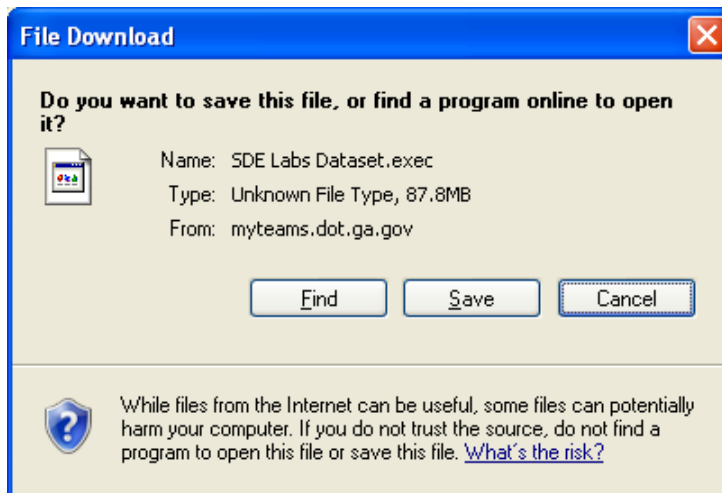 File Download
Do you want to save this file, or find a program online to open
it?
Name: SDE Labs Dataset.exec
Type: Unknown File Type, 87.8MB
From: myteams.dot.ga.gov
Find Save Cancel
While files from the Internet can be useful, some files can potentially
harm your computer. If you do not trust the source, do not find a
program to open this file or save this file. What's the risk?